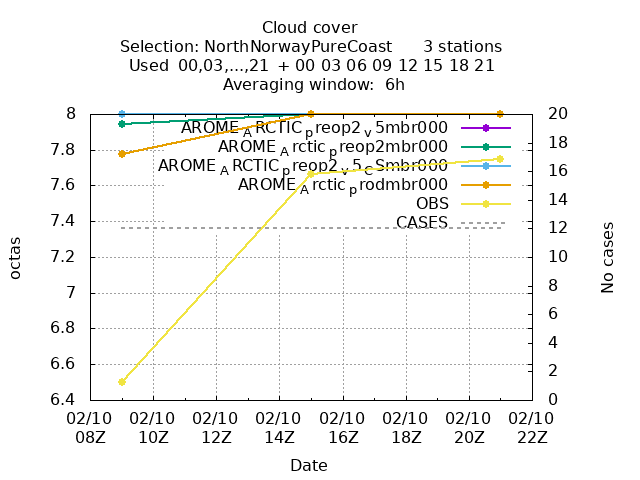 Cloud cover
Selection: NorthNorwayPureCoast 3 stations
Used 00,03,...,21 + 00 03 06 09 12 15 18 21
Averaging window: 6h
8
7.8
7.6
7.4
7.2
7
6.8
6.6
6.4
octas
20
18
16
14
12
10
8
6
4
2
0
No cases
AROME_ARCTIC_preop2_v5mbr000
AROME_Arctic_preop2mbr000
AROME_ARCTIC_preop2_v5_CSmbr000
AROME_Arctic_prodmbr000
OBS
CASES
02/10 02/10 02/10 02/10 02/10 02/10 02/10 02/10
08Z 10Z 12Z 14Z 16Z 18Z 20Z 22Z
Date